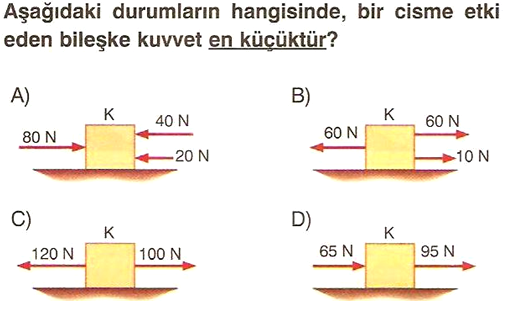 Aşağıdaki durumların hangisinde, bir cisme etki
eden bileşke kuvvet en küçüktür?
A)
K
80 N
40 N
20 N
B)
K
60 N
60 N
10 N
C)
K
120 N
100 N
D)
K
65 N
95 N